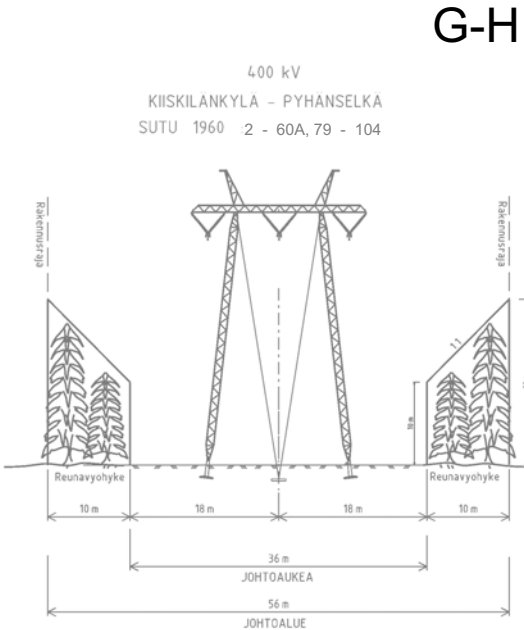 G-H
400 kV
KIISKILÄNKYLÄ - PYHÄNSELKÄ
SUTU 1960 2 - 60A, 79 - 104
Rakennusraja
Rakennusraja
1:1
10 m
Reunavyöhyke
Reunavyöhyke
10 m 18 m 18 m 10 m
36 m
JOHTOAUKEA
56 m
JOHTOALUE